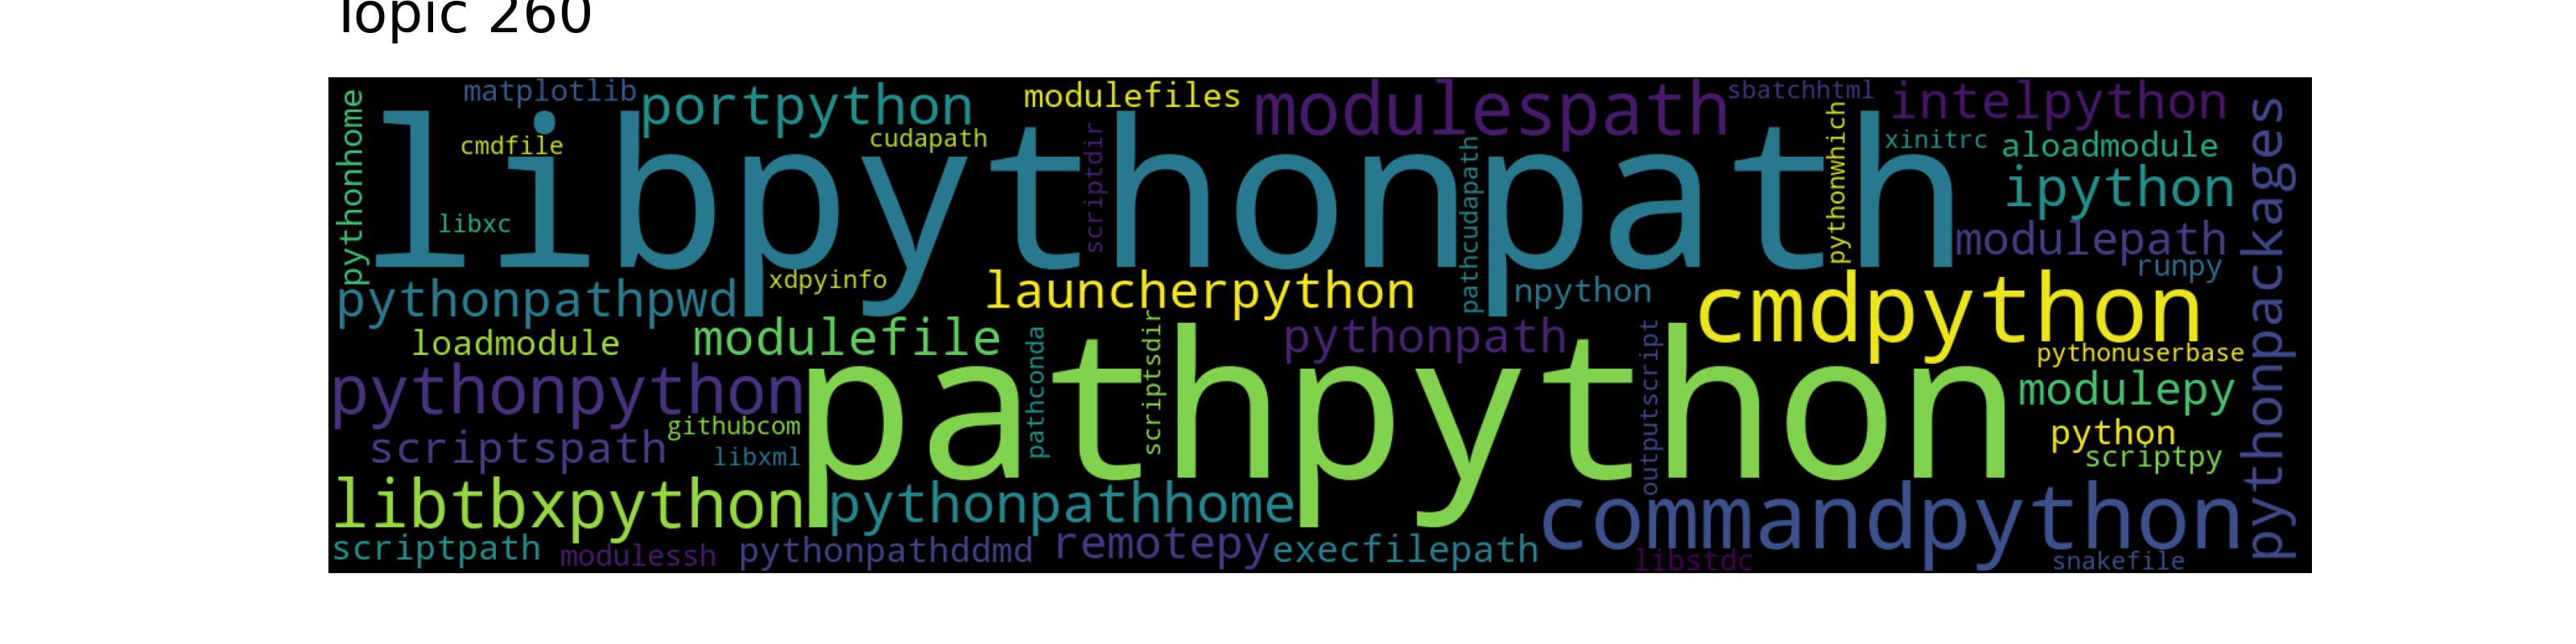 Topic 260
pythonhome
matplotlib
portpython
modulefiles
modulespath
sbatchhtml
intelpython
cmdfile
cudapath
libpythonpath
scriptdir
pathcudapath
pythonwhich
xinitrc
aloadmodule
ipython
libxc
modulepath
runpy
pythonpackages
pythonpathpwd
xdpyinfo
launcherpython
npython
cmdpython
loadmodule
modulefile
pathconda
scriptsdir
pythonpath
outputscript
pythonuserbase
pythonpython
pathpython
modulepy
githubcom
scriptspath
libxml
python
scriptpy
libtbxpython
pythonpathhome
commandpython
scriptpath
modulessh
pythonpathddmd
remotepy
execfilepath
libstdc
snakefile